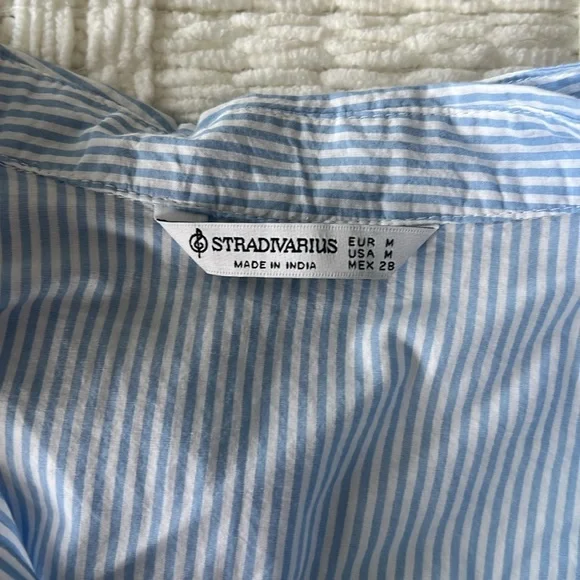 STRADIVARIUS
MADE IN INDIA
EUR M
USA M
MEX 28